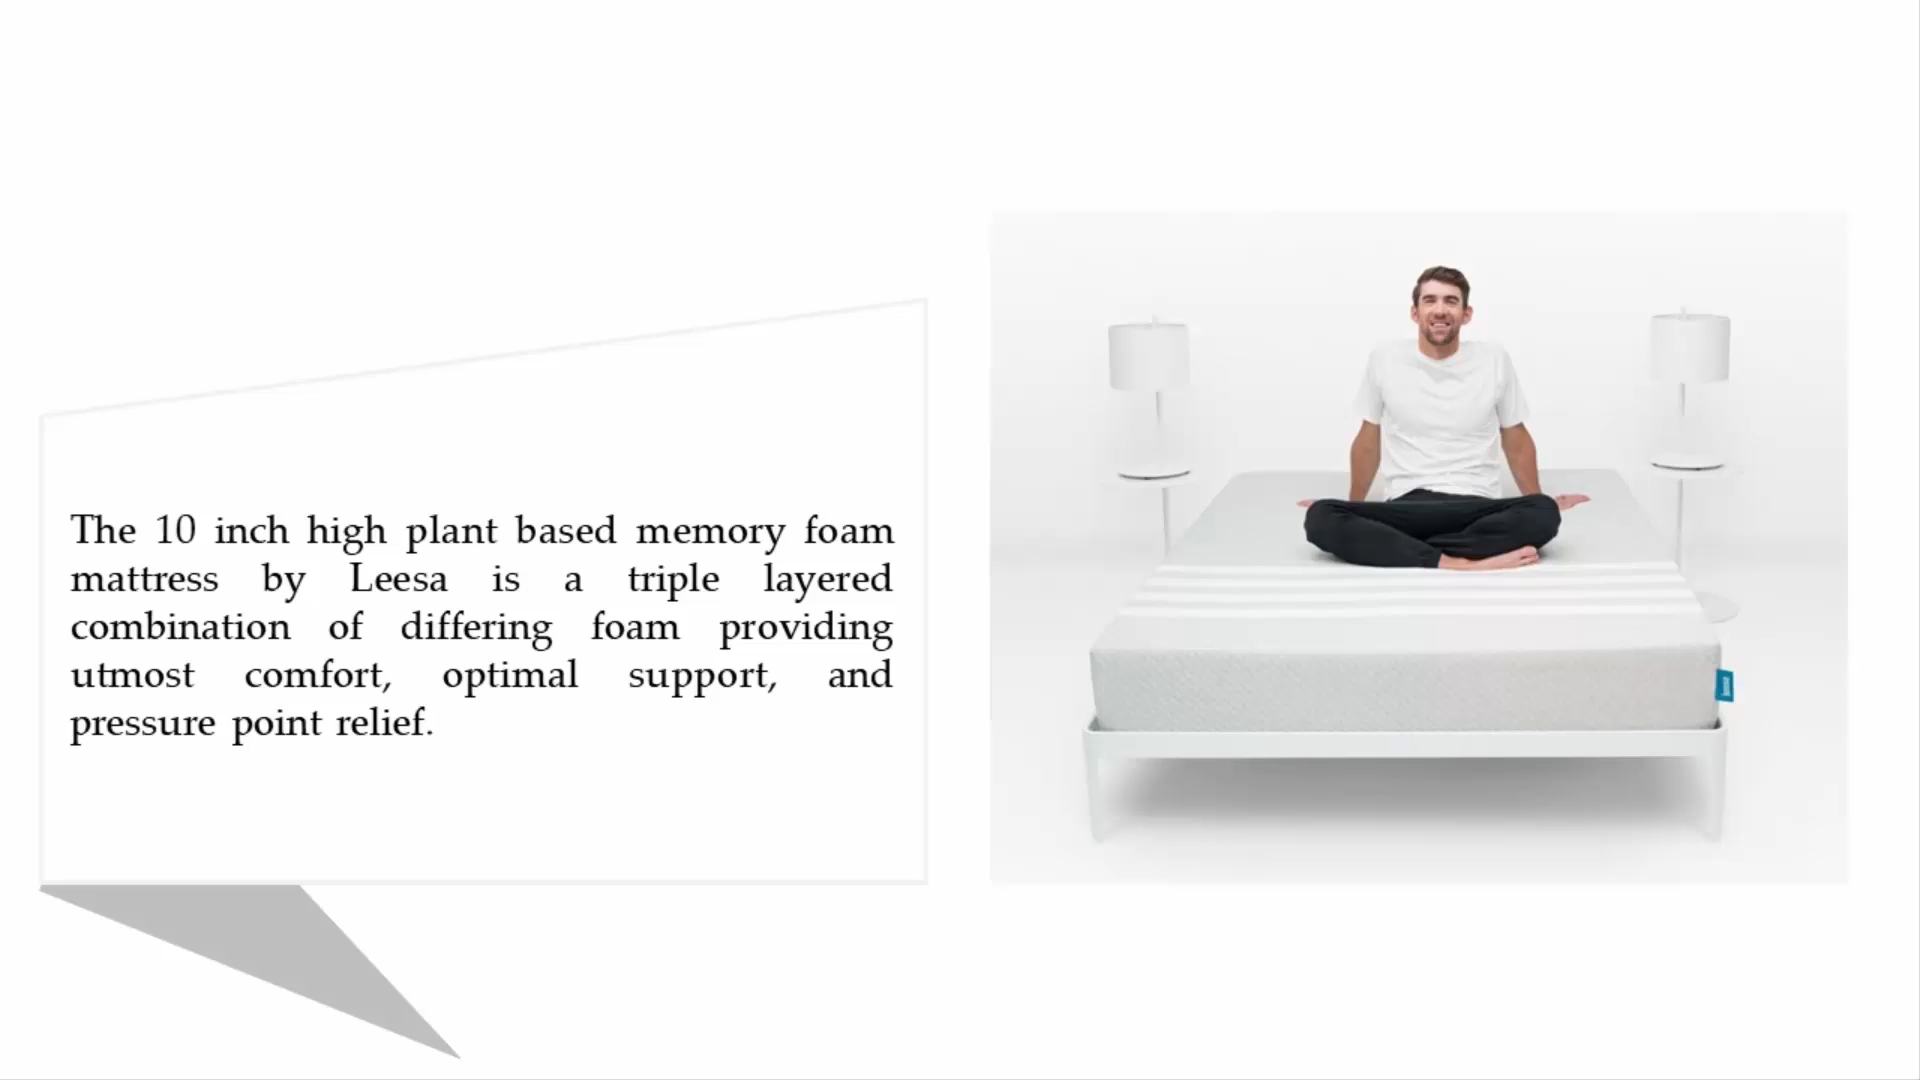 The 10 inch high plant based memory foam
mattress by Leesa is a triple layered
combination of differing foam providing
utmost comfort, optimal support, and
pressure point relief.